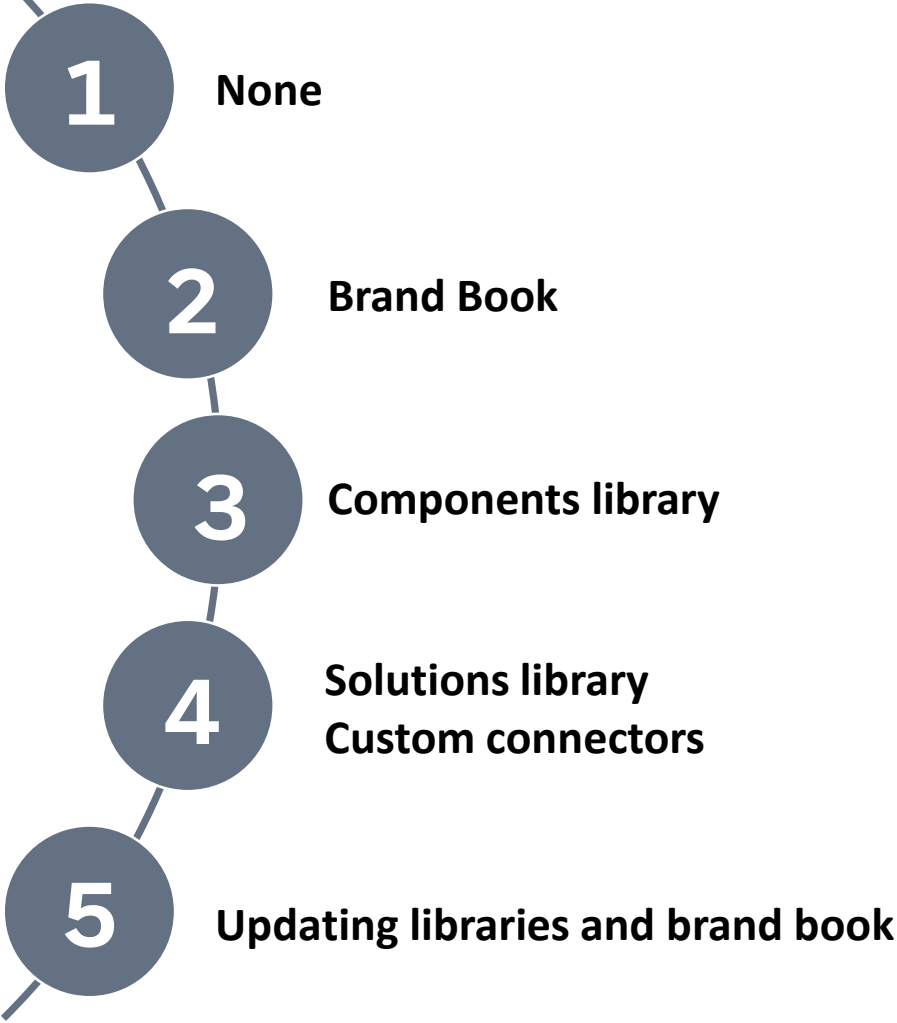 1
None
2
Brand Book
3
Components library
4
Solutions library
Custom connectors
5
Updating libraries and brand book